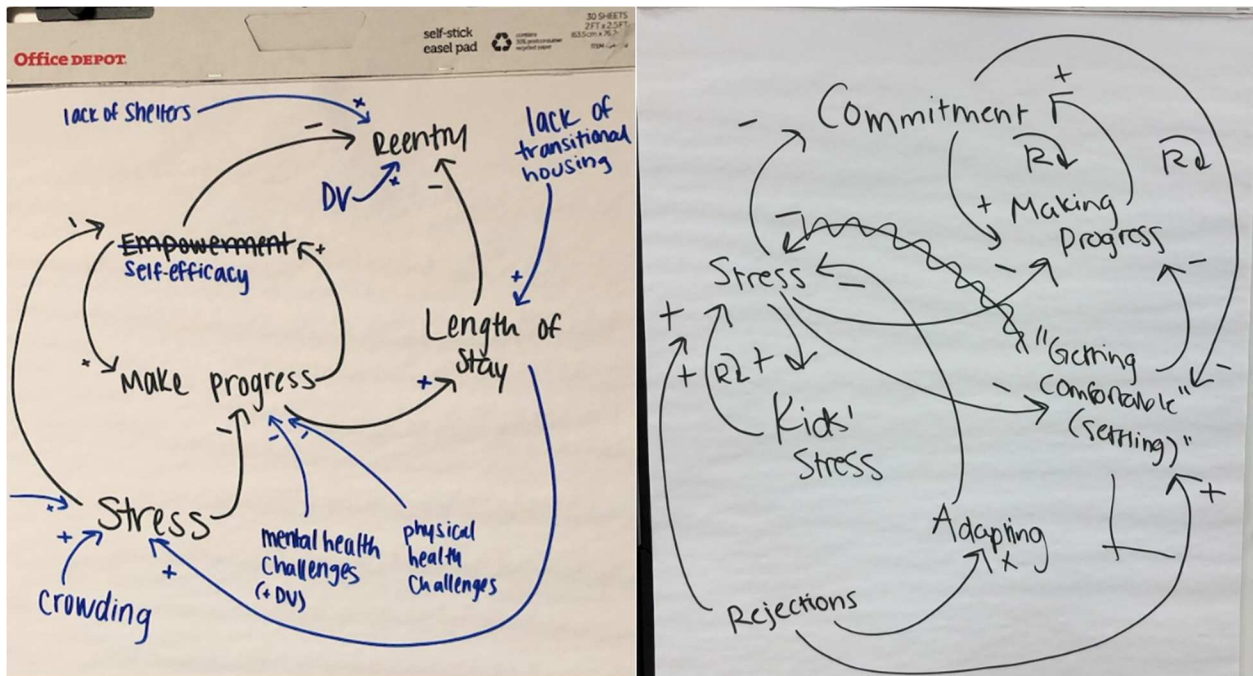 Office DEPOT
self-stick
easel pad
30 SHEETS
lack of shelters
+
Reentry
lack of
transitional
housing
-
DV
+
-
Empowerment
self-efficacy
+
+
Length of
Stay
+
Make progress
+
-
-
-
Stress
+
+
mental health
challenges
(+DV)
physical
health
challenges
+
crowding
+
Commitment
-
R
R
+
Making
progress
-
Stress
-
-
-
+
+
R
+
"Getting
comfortable"
(settling)"
-
-
Kids'
Stress
+
Adapting
+
Rejections